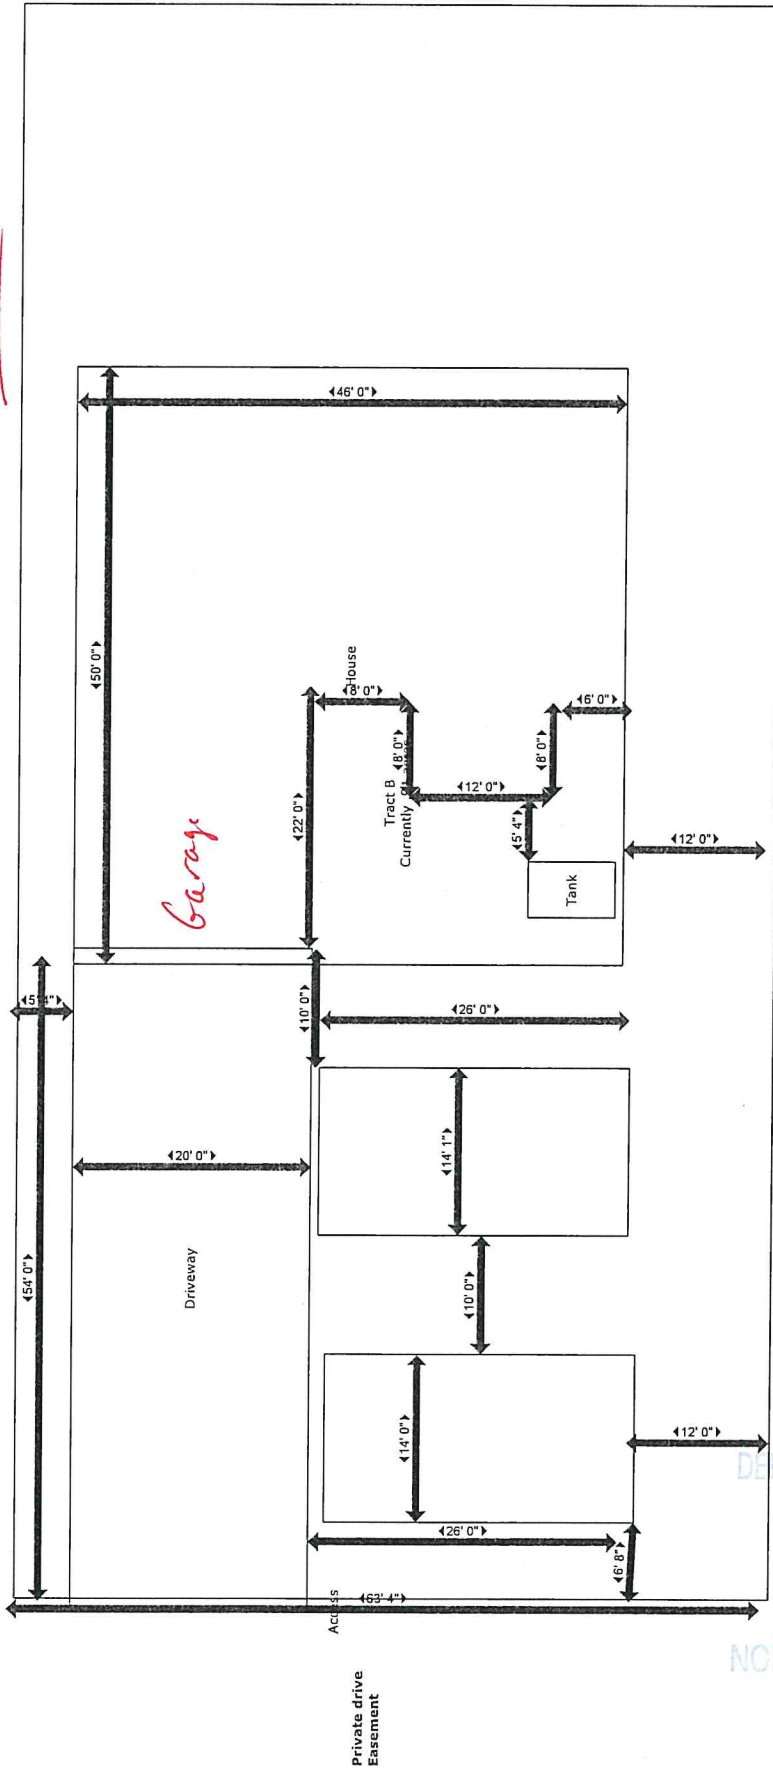 46' 0"
50' 0"
House
8' 0"
6' 0"
8' 0"
8' 0"
22' 0"
12' 0"
Tract B
Currently
5' 4"
12' 0"
Garage
Tank
5' 4"
10' 0"
26' 0"
20' 0"
14' 1"
Driveway
54' 0"
10' 0"
14' 0"
12' 0"
26' 0"
6' 8"
63' 4"
Access
Private drive
Easement
DE
NO